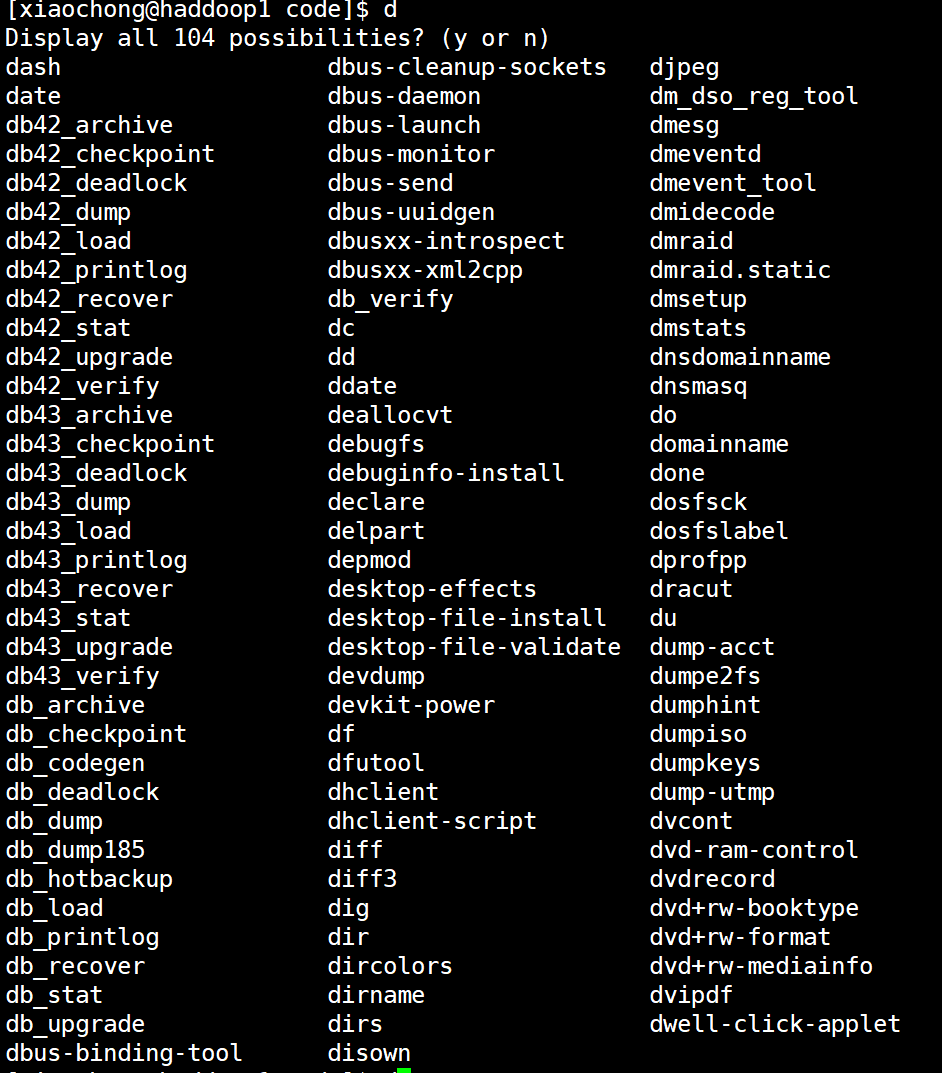 [xiaochong@haddoop1 code]$ d
Display all 104 possibilities? (y or n)
dash dbus-cleanup-sockets djpeg
date dbus-daemon dm_dso_reg_tool
db42_archive dbus-launch dmesg
db42_checkpoint dbus-monitor dmeventd
db42_deadlock dbus-send dmevent_tool
db42_dump dbus-uuidgen dmidecode
db42_load dbusxx-introspect dmraid
db42_printlog dbusxx-xml2cpp dmraid.static
db42_recover db_verify dmsetup
db42_stat dc dmstats
db42_upgrade dd dnsdomainname
db42_verify ddate dnsmasq
db43_archive deallocvt do
db43_checkpoint debugfs domainname
db43_deadlock debuginfo-install done
db43_dump declare dosfsck
db43_load delpart dosfslabel
db43_printlog depmod dprofpp
db43_recover desktop-effects dracut
db43_stat desktop-file-install du
db43_upgrade desktop-file-validate dump-acct
db43_verify devdump dumpe2fs
db_archive devkit-power dumphint
db_checkpoint df dumpiso
db_codegen dfutool dumpkeys
db_deadlock dhclient dump-utmp
db_dump dhclient-script dvcont
db_dump185 diff dvd-ram-control
db_hotbackup diff3 dvdrecord
db_load dig dvd+rw-booktype
db_printlog dir dvd+rw-format
db_recover dircolors dvd+rw-mediainfo
db_stat dirname dvipdf
db_upgrade dirs dwell-click-applet
dbus-binding-tool disown